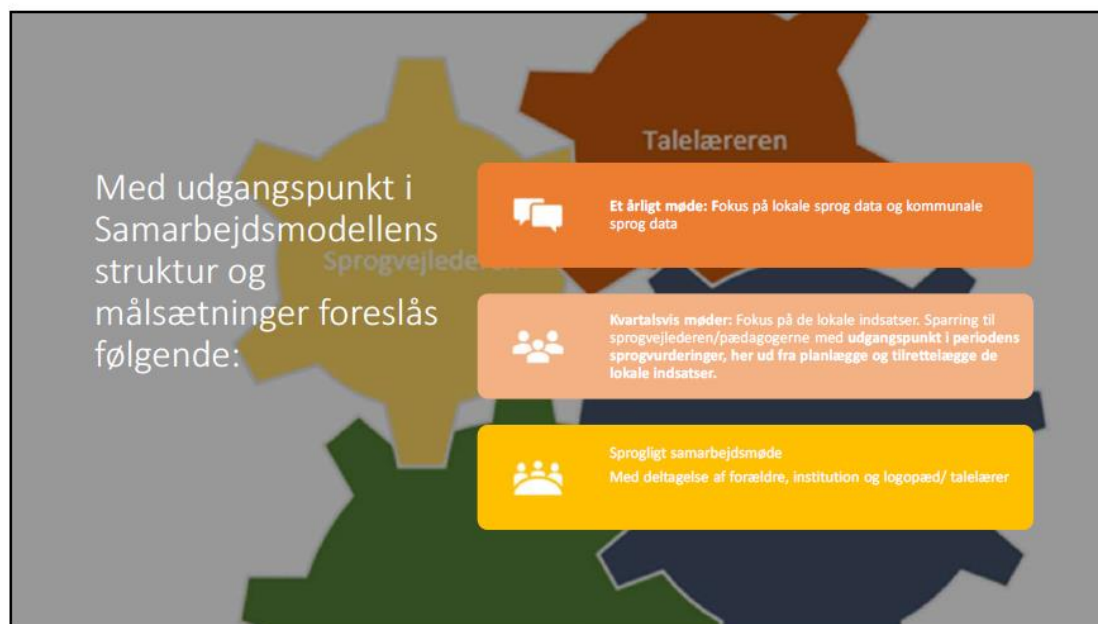 Talelæreren
Med udgangspunkt i
Samarbejdsmodellens
struktur og
målsætninger foreslås
følgende:
Et årligt møde: Fokus på lokale sprog data og kommunale
sprog data
Kvartalsvis møder: Fokus på de lokale indsatser. Sparring til
sprogvejlederen/pædagogerne med udgangspunkt i periodens
sprogvurderinger, her ud fra planlægge og tilrettelægge de
lokale indsatser.
Sprogligt samarbejdsmøde
Med deltagelse af forældre, institution og logopæd/ talelærer